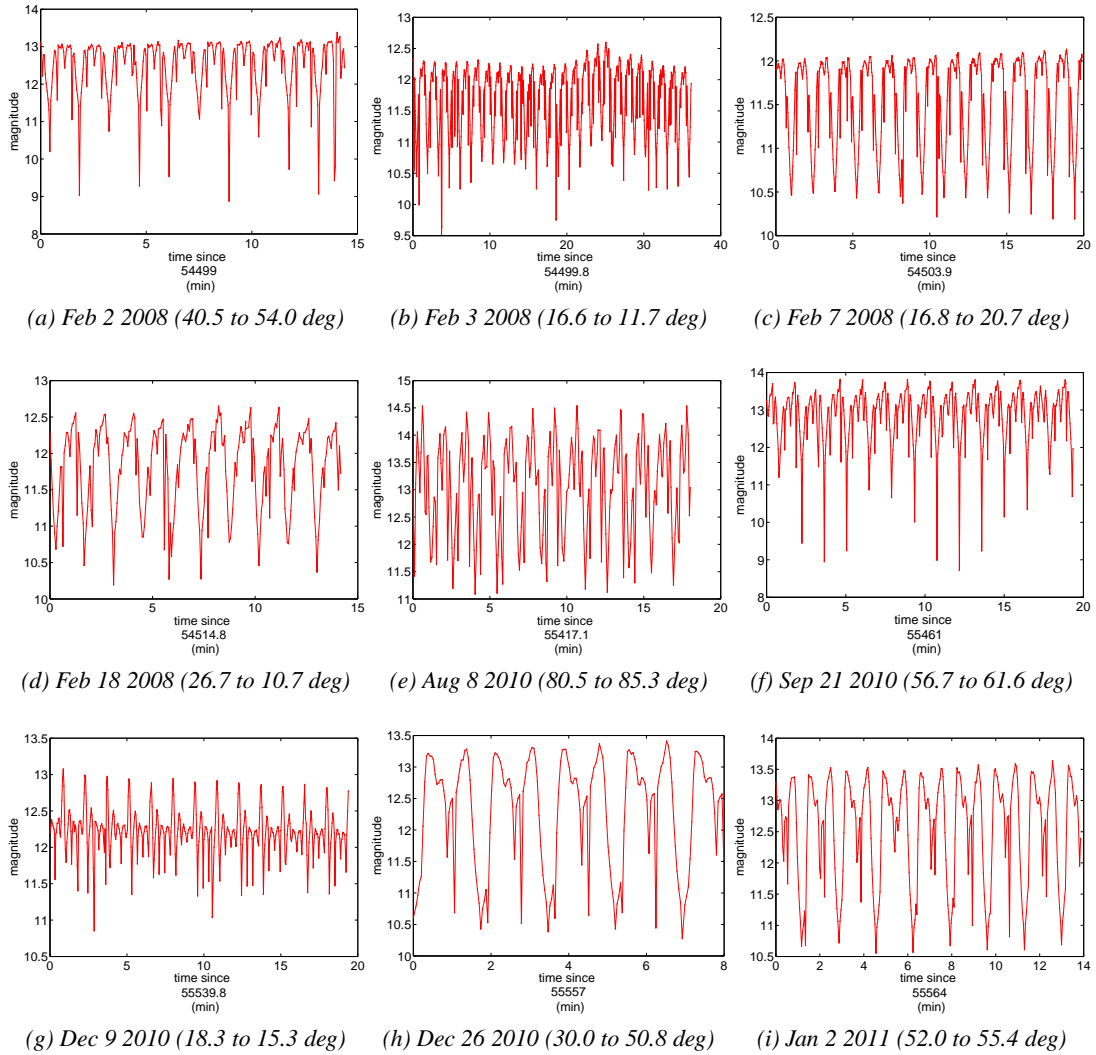 14
13
12
11
10
9
8
magnitude
0 5 10 15
time since
54499
(min)
(a) Feb 2 2008 (40.5 to 54.0 deg)
13
12.5
12
11.5
11
10.5
10
9.5
magnitude
0 10 20 30 40
time since
54499.8
(min)
(b) Feb 3 2008 (16.6 to 11.7 deg)
12.5
12
11.5
11
10.5
10
magnitude
0 5 10 15 20
time since
54503.9
(min)
(c) Feb 7 2008 (16.8 to 20.7 deg)
13
12.5
12
11.5
11
10.5
10
magnitude
0 5 10 15
time since
54514.8
(min)
(d) Feb 18 2008 (26.7 to 10.7 deg)
15
14.5
14
13.5
13
12.5
12
11.5
11
magnitude
0 5 10 15 20
time since
55417.1
(min)
(e) Aug 8 2010 (80.5 to 85.3 deg)
14
13
12
11
10
9
8
magnitude
0 5 10 15 20
time since
55461
(min)
(f) Sep 21 2010 (56.7 to 61.6 deg)
13.5
13
12.5
12
11.5
11
10.5
magnitude
0 5 10 15 20
time since
55539.8
(min)
(g) Dec 9 2010 (18.3 to 15.3 deg)
13.5
13
12.5
12
11.5
11
10.5
10
magnitude
0 2 4 6 8
time since
55557
(min)
(h) Dec 26 2010 (30.0 to 50.8 deg)
14
13.5
13
12.5
12
11.5
11
10.5
magnitude
0 2 4 6 8 10 12 14
time since
55564
(min)
(i) Jan 2 2011 (52.0 to 55.4 deg)